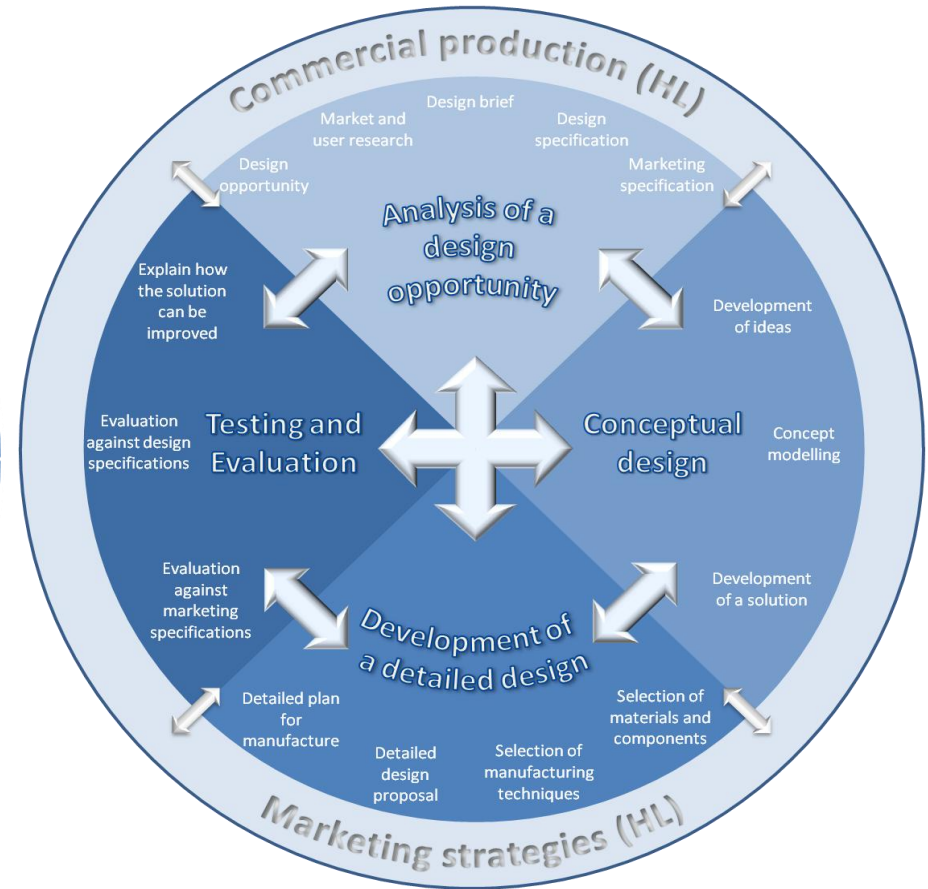 Commercial production (HL)
Design brief
Market and
user research
Design
specification
Design
opportunity
Marketing
specification
Analysis of a
design
opportunity
Explain how
the solution
can be
improved
Development
of ideas
Evaluation
against design
specifications
Testing and
Evaluation
Conceptual
design
Concept
modelling
Evaluation
against
marketing
specifications
Development
of a solution
Development of
a detailed design
Detailed plan
for
manufacture
Detailed
design
proposal
Selection of
manufacturing
techniques
Selection of
materials and
components
Marketing strategies (HL)